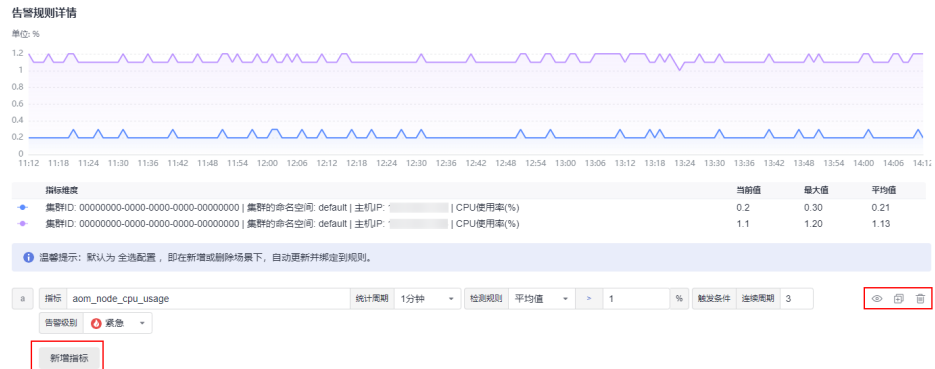 告警规则详情
单位: %
1.2
1
0.8
0.6
0.4
0.2
0
11:12 11:18 11:24 11:30 11:36 11:42 11:48 11:54 12:00 12:06 12:12 12:18 12:24 12:30 12:36 12:42 12:48 12:54 13:00 13:06 13:12 13:18 13:24 13:30 13:36 13:42 13:48 13:54 14:00 14:06 14:12
指标维度 当前值 最大值 平均值
集群ID: 00000000-0000-0000-0000-00000000 | 集群的命名空间: default | 主机IP: | CPU使用率(%) 0.2 0.30 0.21
集群ID: 00000000-0000-0000-0000-00000000 | 集群的命名空间: default | 主机IP: | CPU使用率(%) 1.1 1.20 1.13
温馨提示：默认为 全选配置 ，即在新增或删除场景下，自动更新并绑定到规则。
a 指标 aom_node_cpu_usage 统计周期 1分钟 检测规则 平均值 > 1 % 触发条件 连续周期 3
告警级别 紧急
新增指标